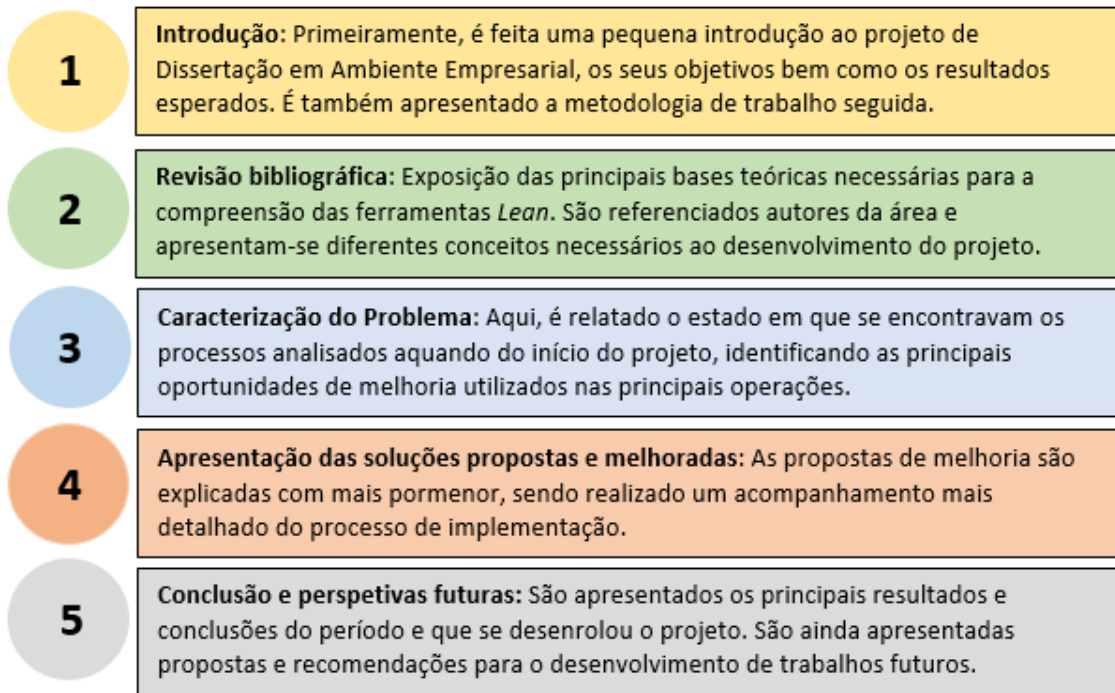 1
Introdução: Primeiramente, é feita uma pequena introdução ao projeto de
Dissertação em Ambiente Empresarial, os seus objetivos bem como os resultados
esperados. É também apresentado a metodologia de trabalho seguida.
2
Revisão bibliográfica: Exposição das principais bases teóricas necessárias para a
compreensão das ferramentas Lean. São referenciados autores da área e
apresentam-se diferentes conceitos necessários ao desenvolvimento do projeto.
3
Caracterização do Problema: Aqui, é relatado o estado em que se encontravam os
processos analisados aquando do início do projeto, identificando as principais
oportunidades de melhoria utilizados nas principais operações.
4
Apresentação das soluções propostas e melhoradas: As propostas de melhoria são
explicadas com mais pormenor, sendo realizado um acompanhamento mais
detalhado do processo de implementação.
5
Conclusão e perspetivas futuras: São apresentados os principais resultados e
conclusões do período e que se desenrolou o projeto. São ainda apresentadas
propostas e recomendações para o desenvolvimento de trabalhos futuros.